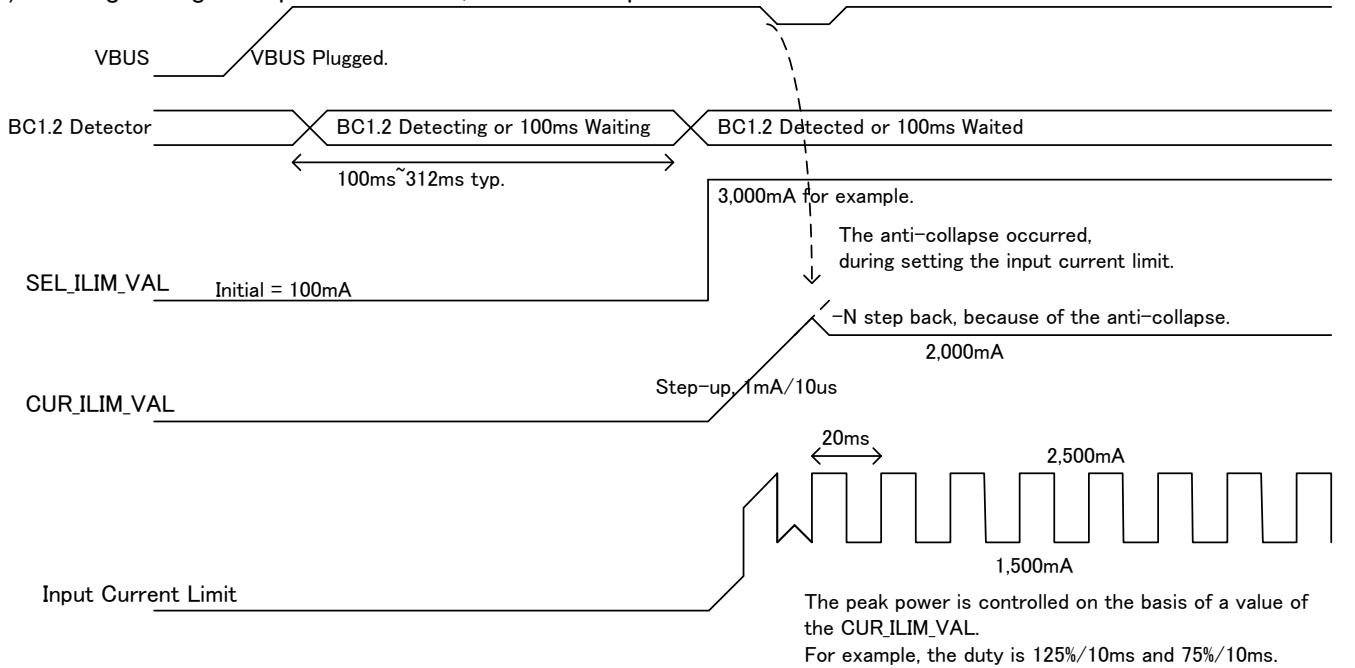 VBUS
VBUS Plugged.
BC1.2 Detector
BC1.2 Detecting or 100ms Waiting
BC1.2 Detected or 100ms Waited
100ms~312ms typ.
3,000mA for example.
The anti-collapse occurred,
during setting the input current limit.
SEL_ILIM_VAL
Initial = 100mA
-N step back, because of the anti-collapse.
2,000mA
Step-up, 1mA/10us
CUR_ILIM_VAL
20ms
2,500mA
1,500mA
Input Current Limit
The peak power is controlled on the basis of a value of
the CUR_ILIM_VAL.
For example, the duty is 125%/10ms and 75%/10ms.